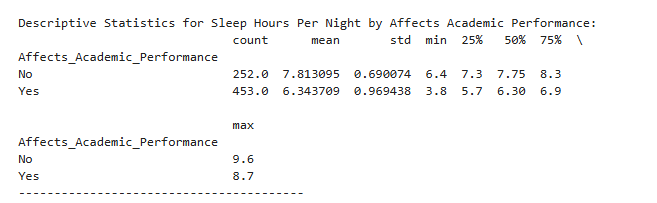 Descriptive Statistics for Sleep Hours Per Night by Affects Academic Performance:
                              count      mean       std  min  25%   50%  75%  \
Affects_Academic_Performance
No                            252.0  7.813095  0.690074  6.4  7.3  7.75  8.3
Yes                           453.0  6.343709  0.969438  3.8  5.7  6.30  6.9
                              max
Affects_Academic_Performance
No                            9.6
Yes                           8.7
----------------------------------------